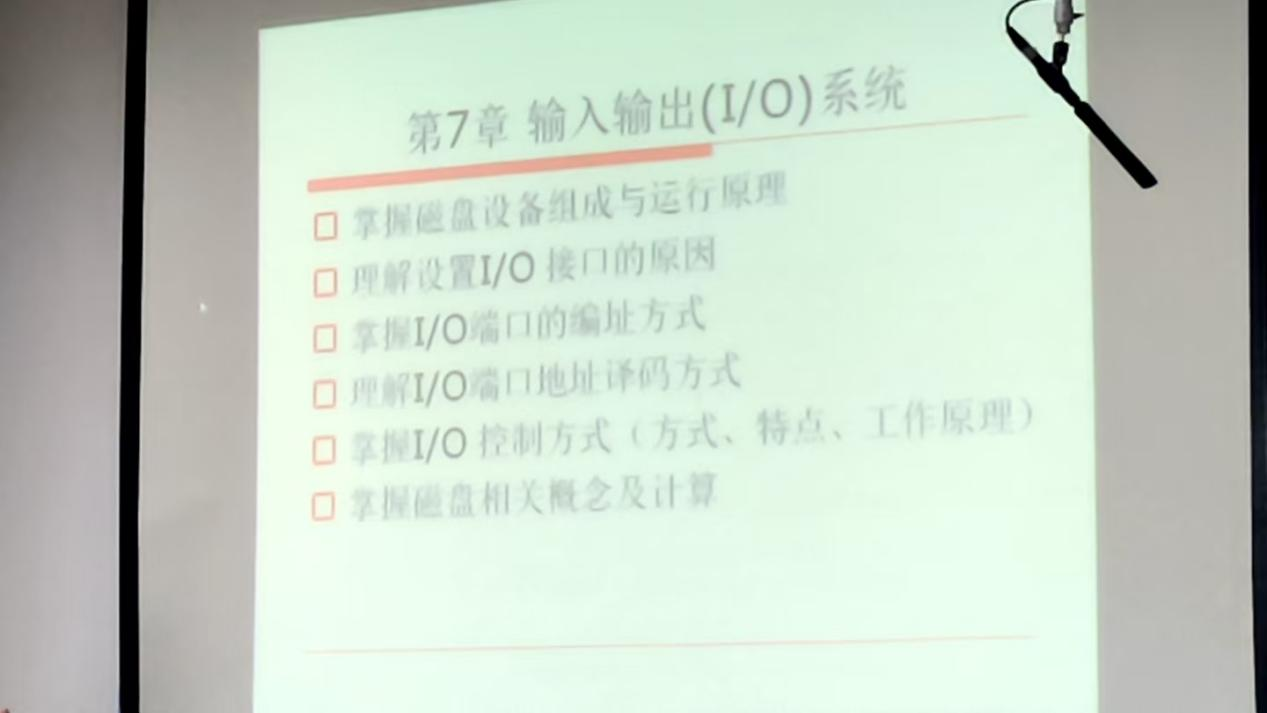 第7章 输入输出(I/O)系统
掌握磁盘设备组成与运行原理
理解设置I/O 接口的原因
掌握I/O端口的编址方式
理解I/O端口地址译码方式
掌握I/O 控制方式（方式、特点、工作原理）
掌握磁盘相关概念及计算